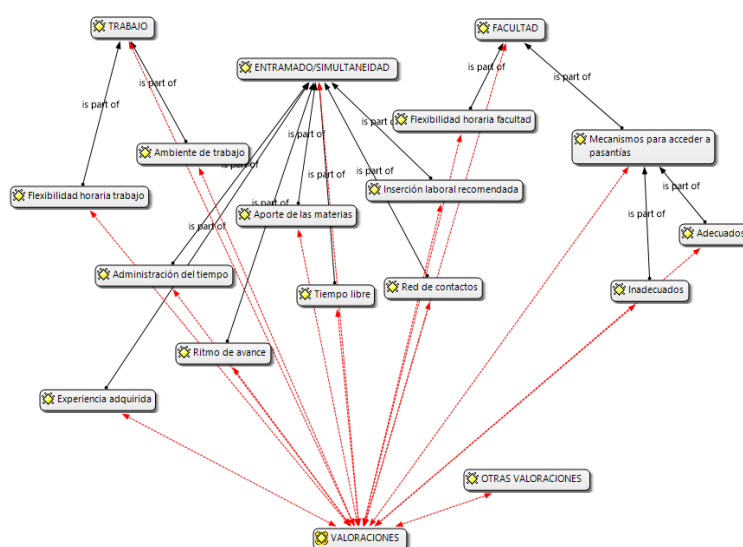 TRABAJO
FACULTAD
ENTRAMADO/SIMULTANEIDAD
is part of
is part of
is part of
is part of
is part of
is part of
Flexibilidad horaria facultad
Mecanismos para acceder a
pasantías
Ambiente de trabajo
is part of
is part of
is part of
is part of
Flexibilidad horaria trabajo
Inserción laboral recomendada
is part of
Aporte de las materias
is part of
is part of
Adecuados
Administración del tiempo
Tiempo libre
Red de contactos
Inadecuados
Ritmo de avance
Experiencia adquirida
OTRAS VALORACIONES
VALORACIONES